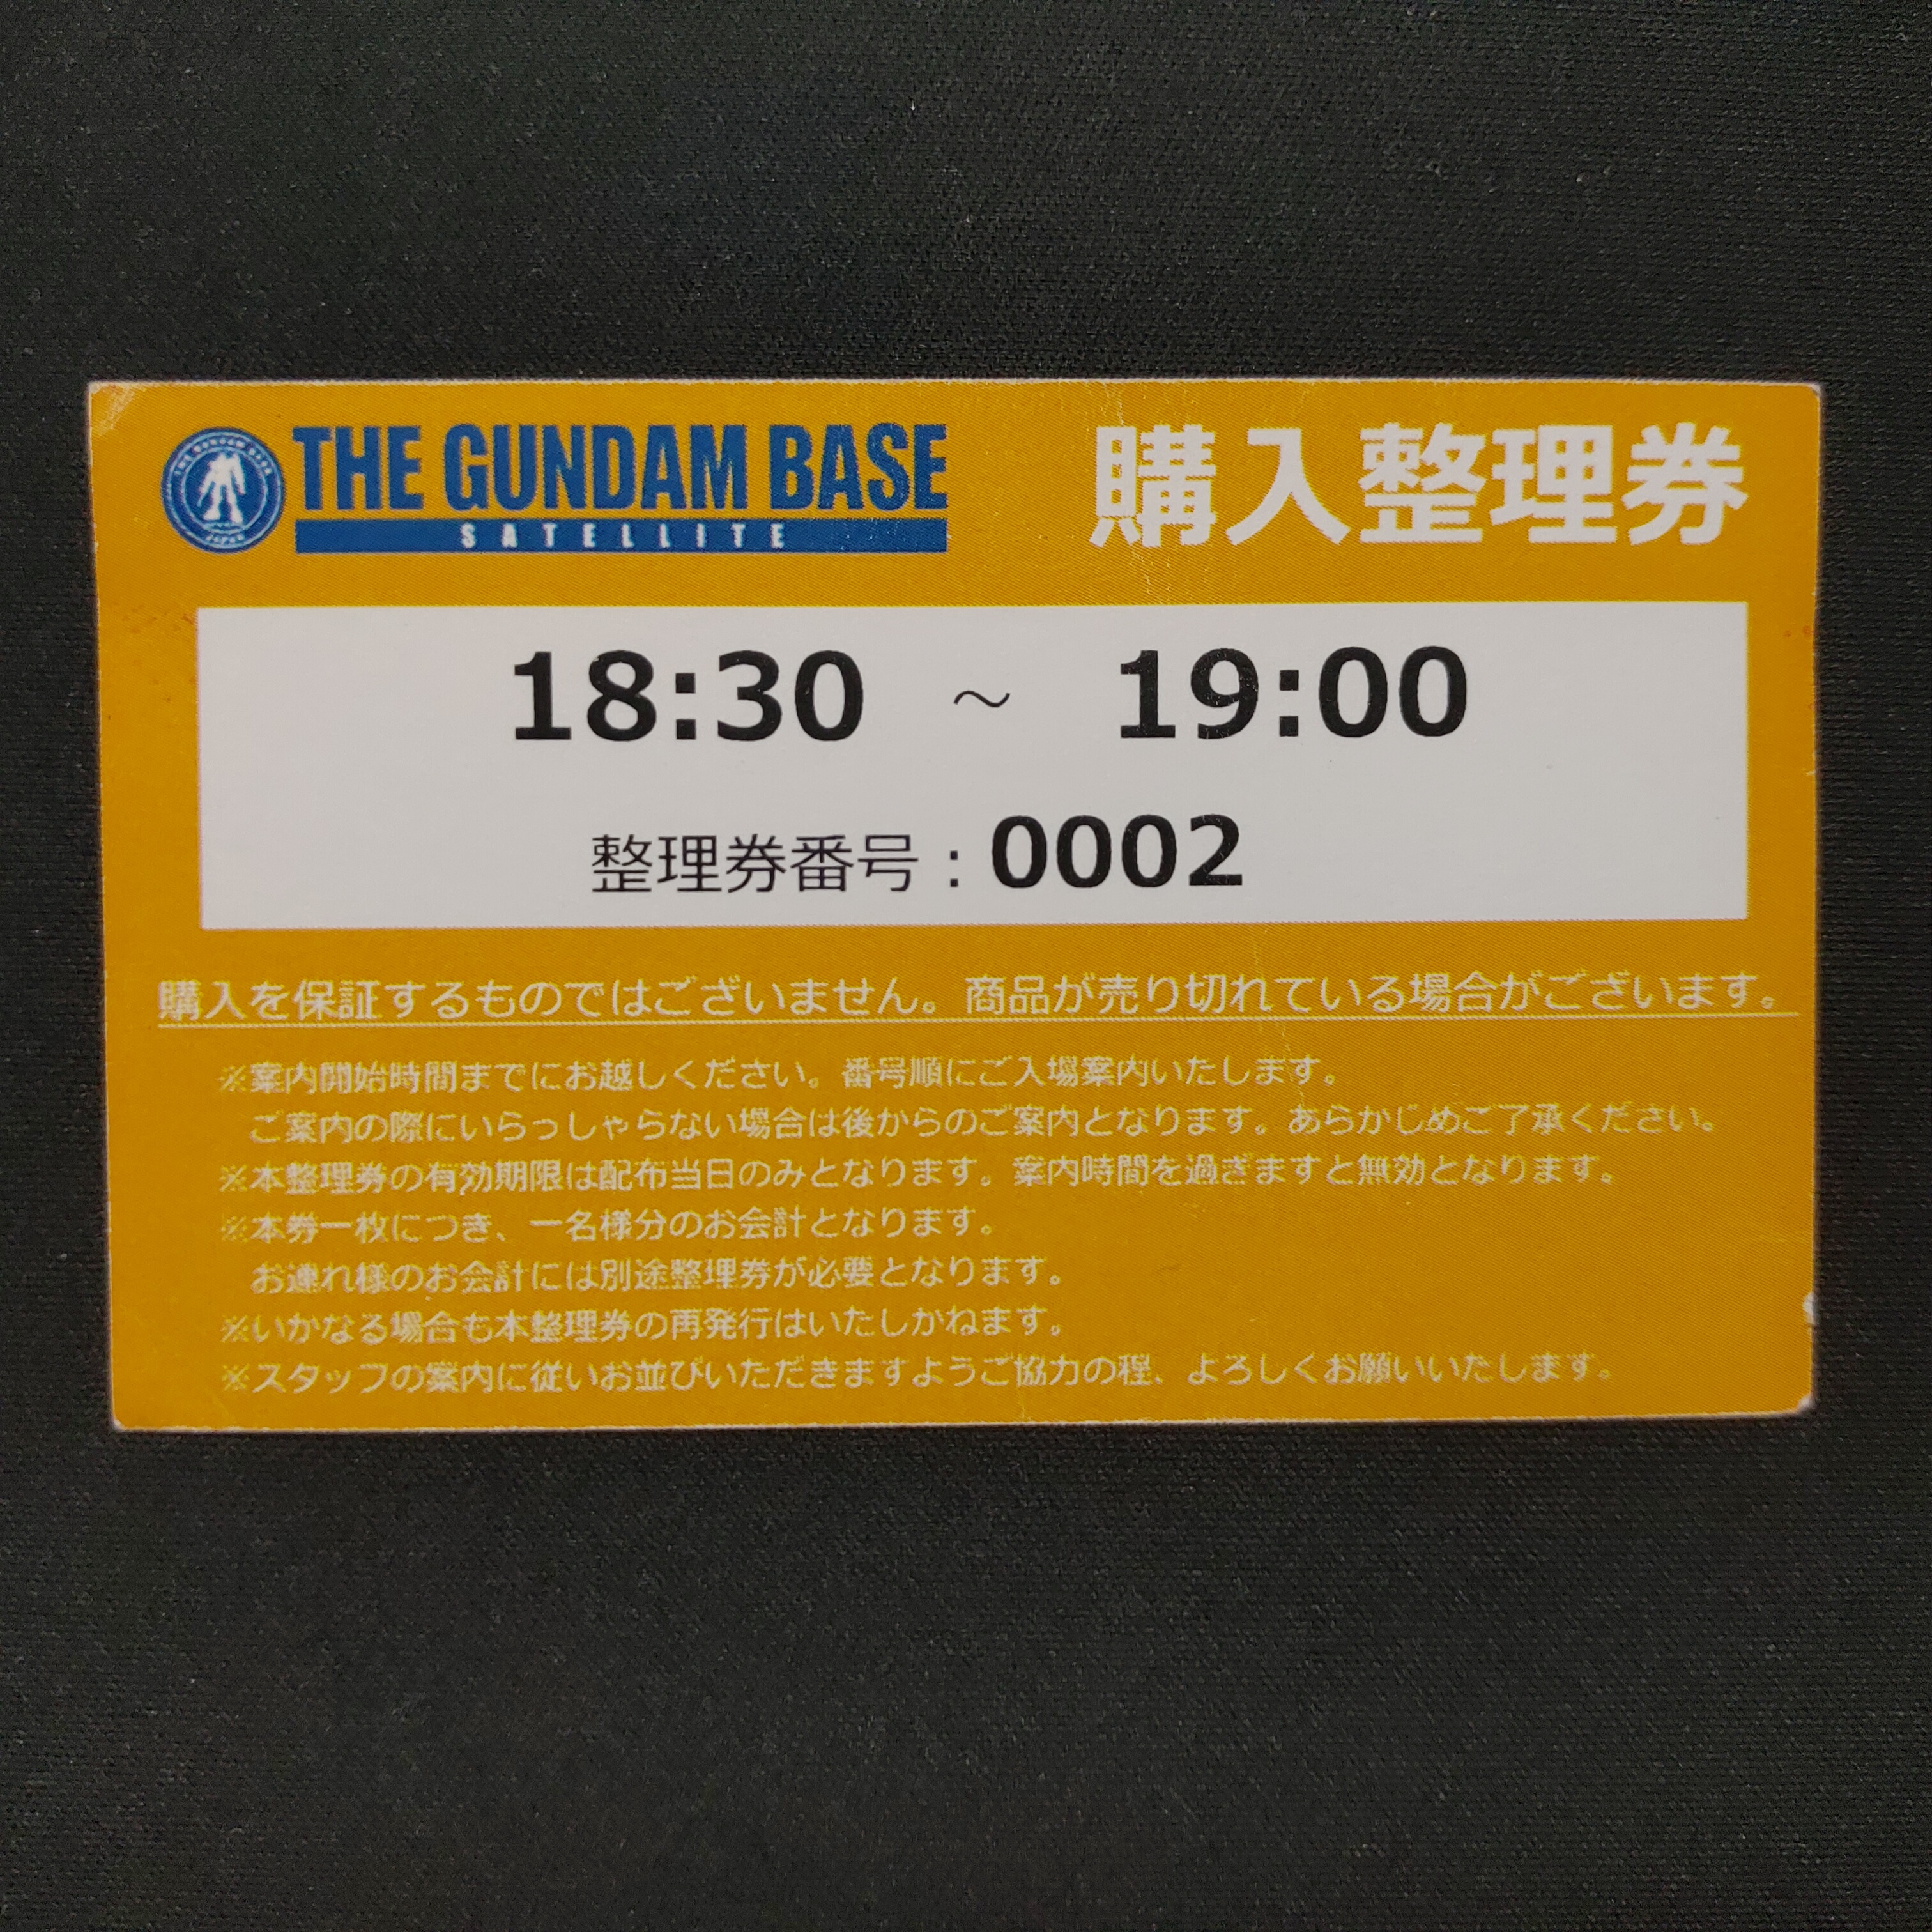 THE GUNDAM BASE
SATELLITE
購入整理券
18:30 ～ 19:00
整理券番号：0002
購入を保証するものではございません。商品が売り切れている場合がございます。
※案内開始時間までにお越しください。番号順にご入場案内いたします。
ご案内の際にいらっしゃらない場合は後からのご案内となります。あらかじめご了承ください。
※本整理券の有効期限は配布当日のみとなります。案内時間を過ぎますと無効となります。
※本券一枚につき、一名様分のお会計となります。
お連れ様のお会計には別途整理券が必要となります。
※いかなる場合も本整理券の再発行はいたしかねます。
※スタッフの案内に従いお並びいただきますようご協力の程、よろしくお願いいたします。